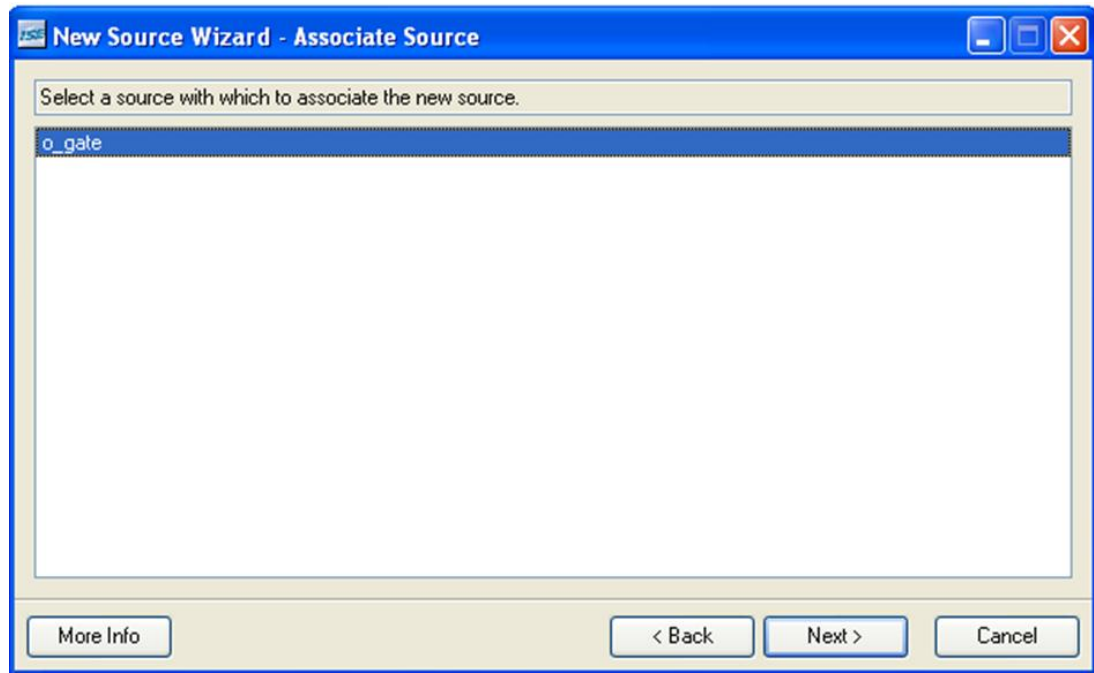 ISE New Source Wizard - Associate Source
Select a source with which to associate the new source.
o_gate
More Info < Back Next > Cancel